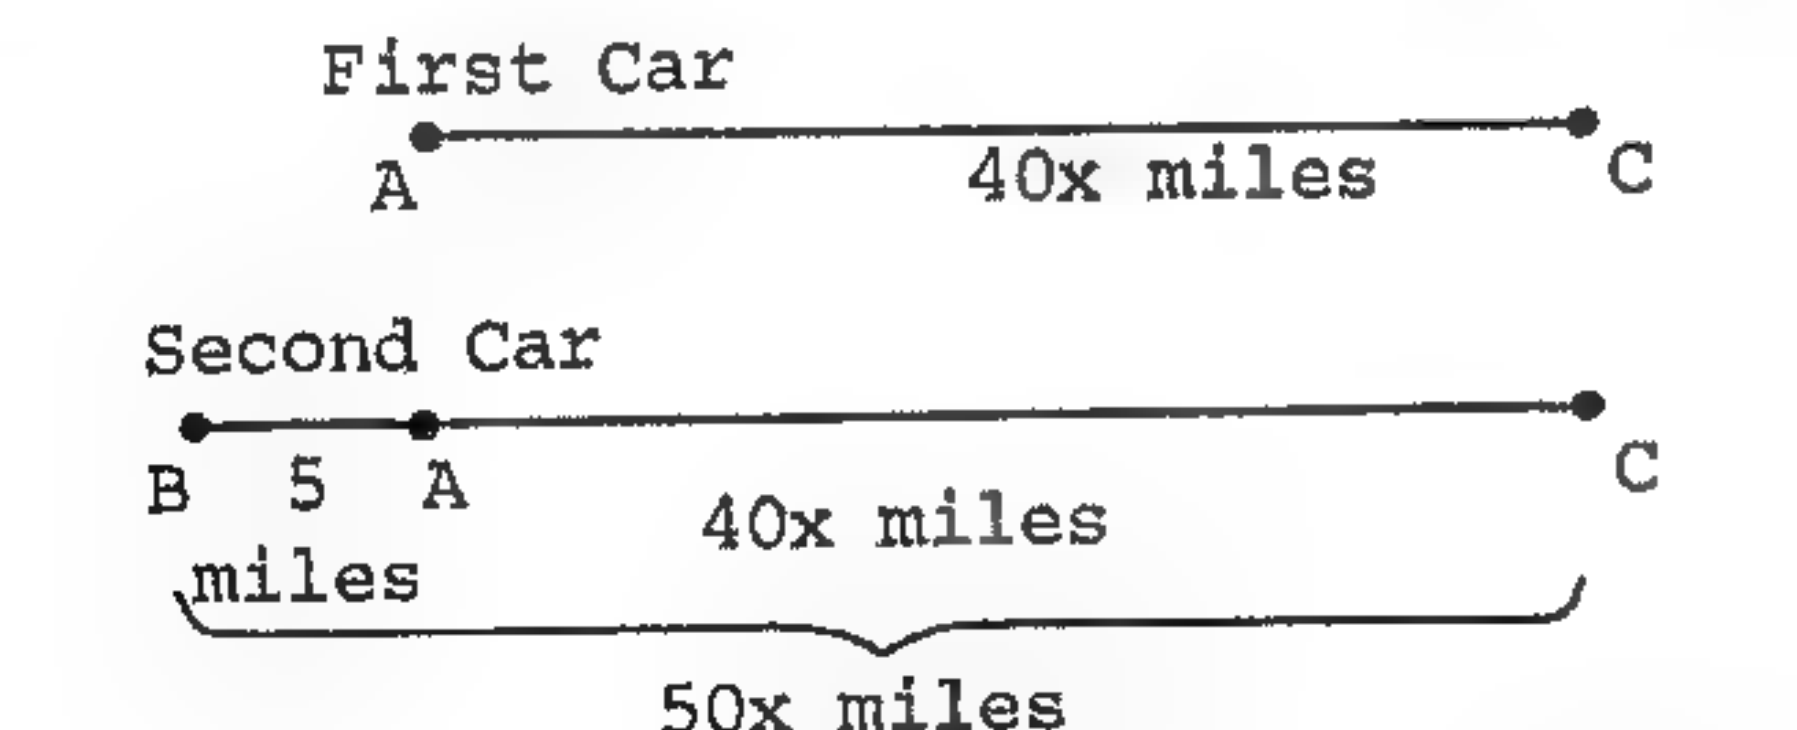 First Car
A 40x miles C
Second Car
B 5 A 40x miles C
miles
50x miles